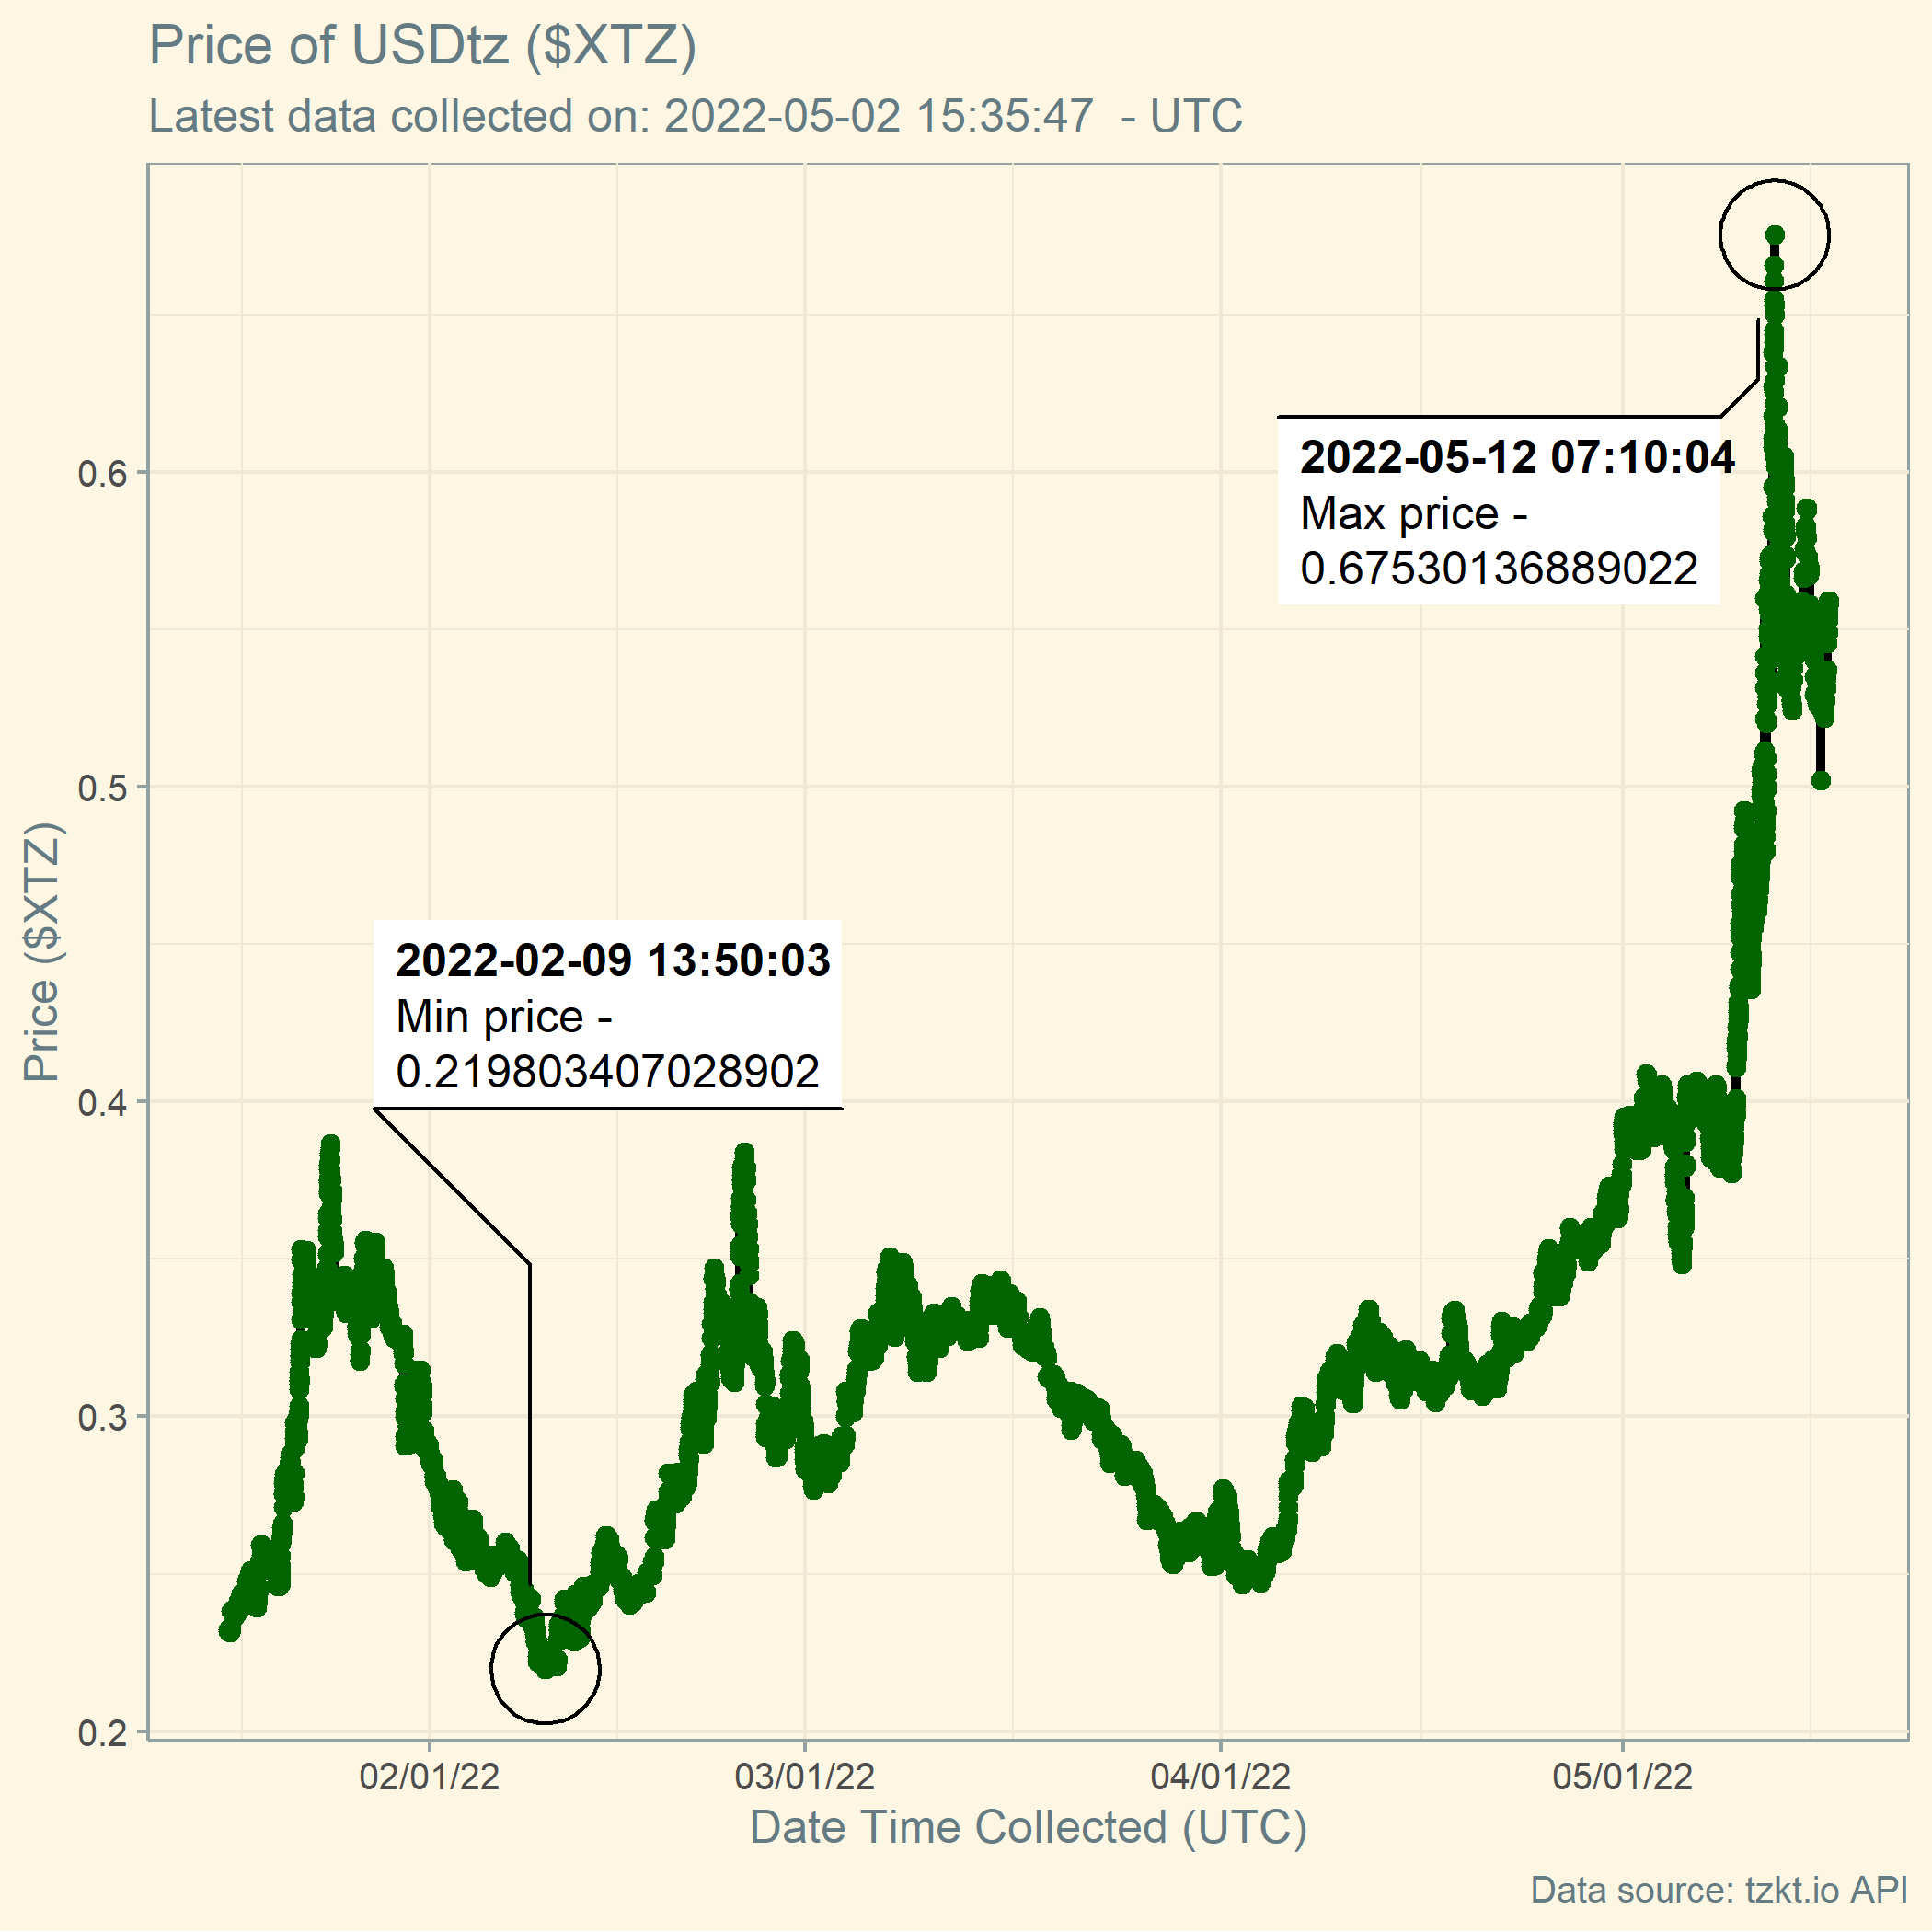 Price of USDtz ($XTZ)
Latest data collected on: 2022-05-02 15:35:47  - UTC
2022-05-12 07:10:04
Max price -
0.67530136889022
2022-02-09 13:50:03
Min price -
0.219803407028902
Price ($XTZ)
0.6
0.5
0.4
0.3
0.2
02/01/22
03/01/22
04/01/22
05/01/22
Date Time Collected (UTC)
Data source: tzkt.io API